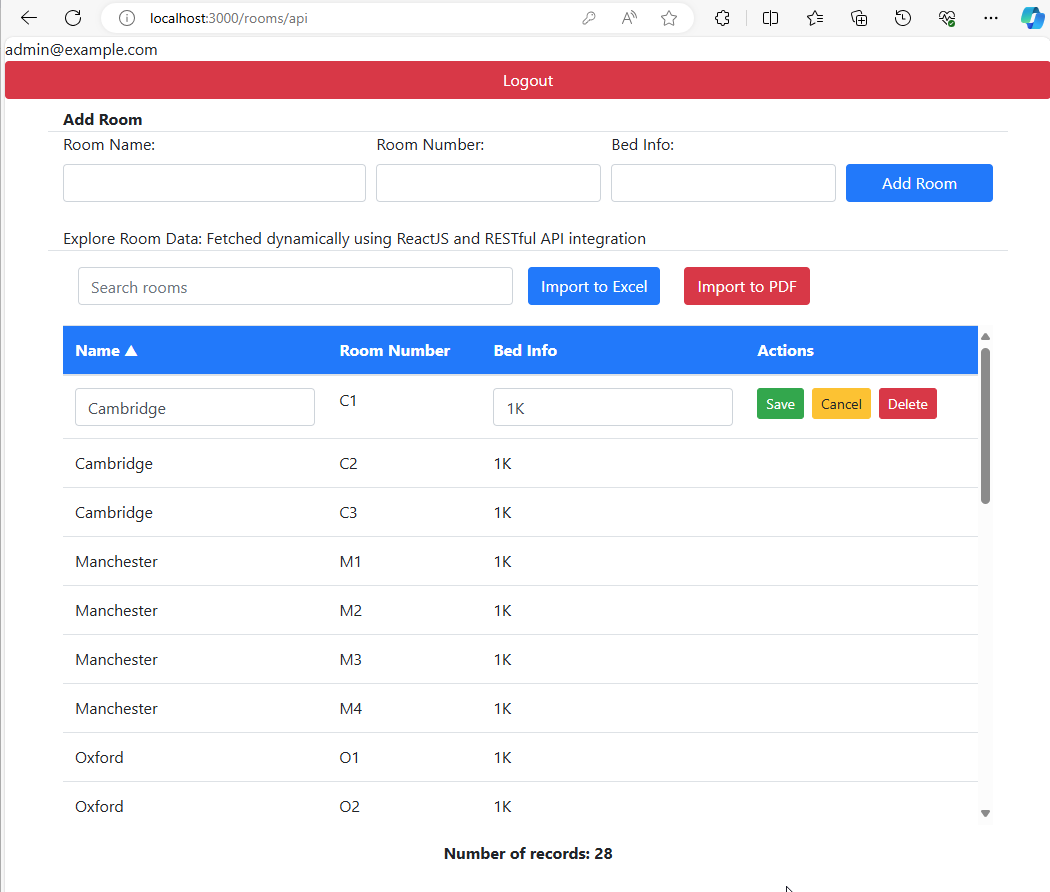 localhost:3000/rooms/api
admin@example.com
Logout
Add Room
Room Name: Room Number: Bed Info:
Add Room
Explore Room Data: Fetched dynamically using ReactJS and RESTful API integration
Search rooms Import to Excel Import to PDF
Name ▲ Room Number Bed Info Actions
Cambridge C1 1K Save Cancel Delete
Cambridge C2 1K
Cambridge C3 1K
Manchester M1 1K
Manchester M2 1K
Manchester M3 1K
Manchester M4 1K
Oxford O1 1K
Oxford O2 1K
Number of records: 28